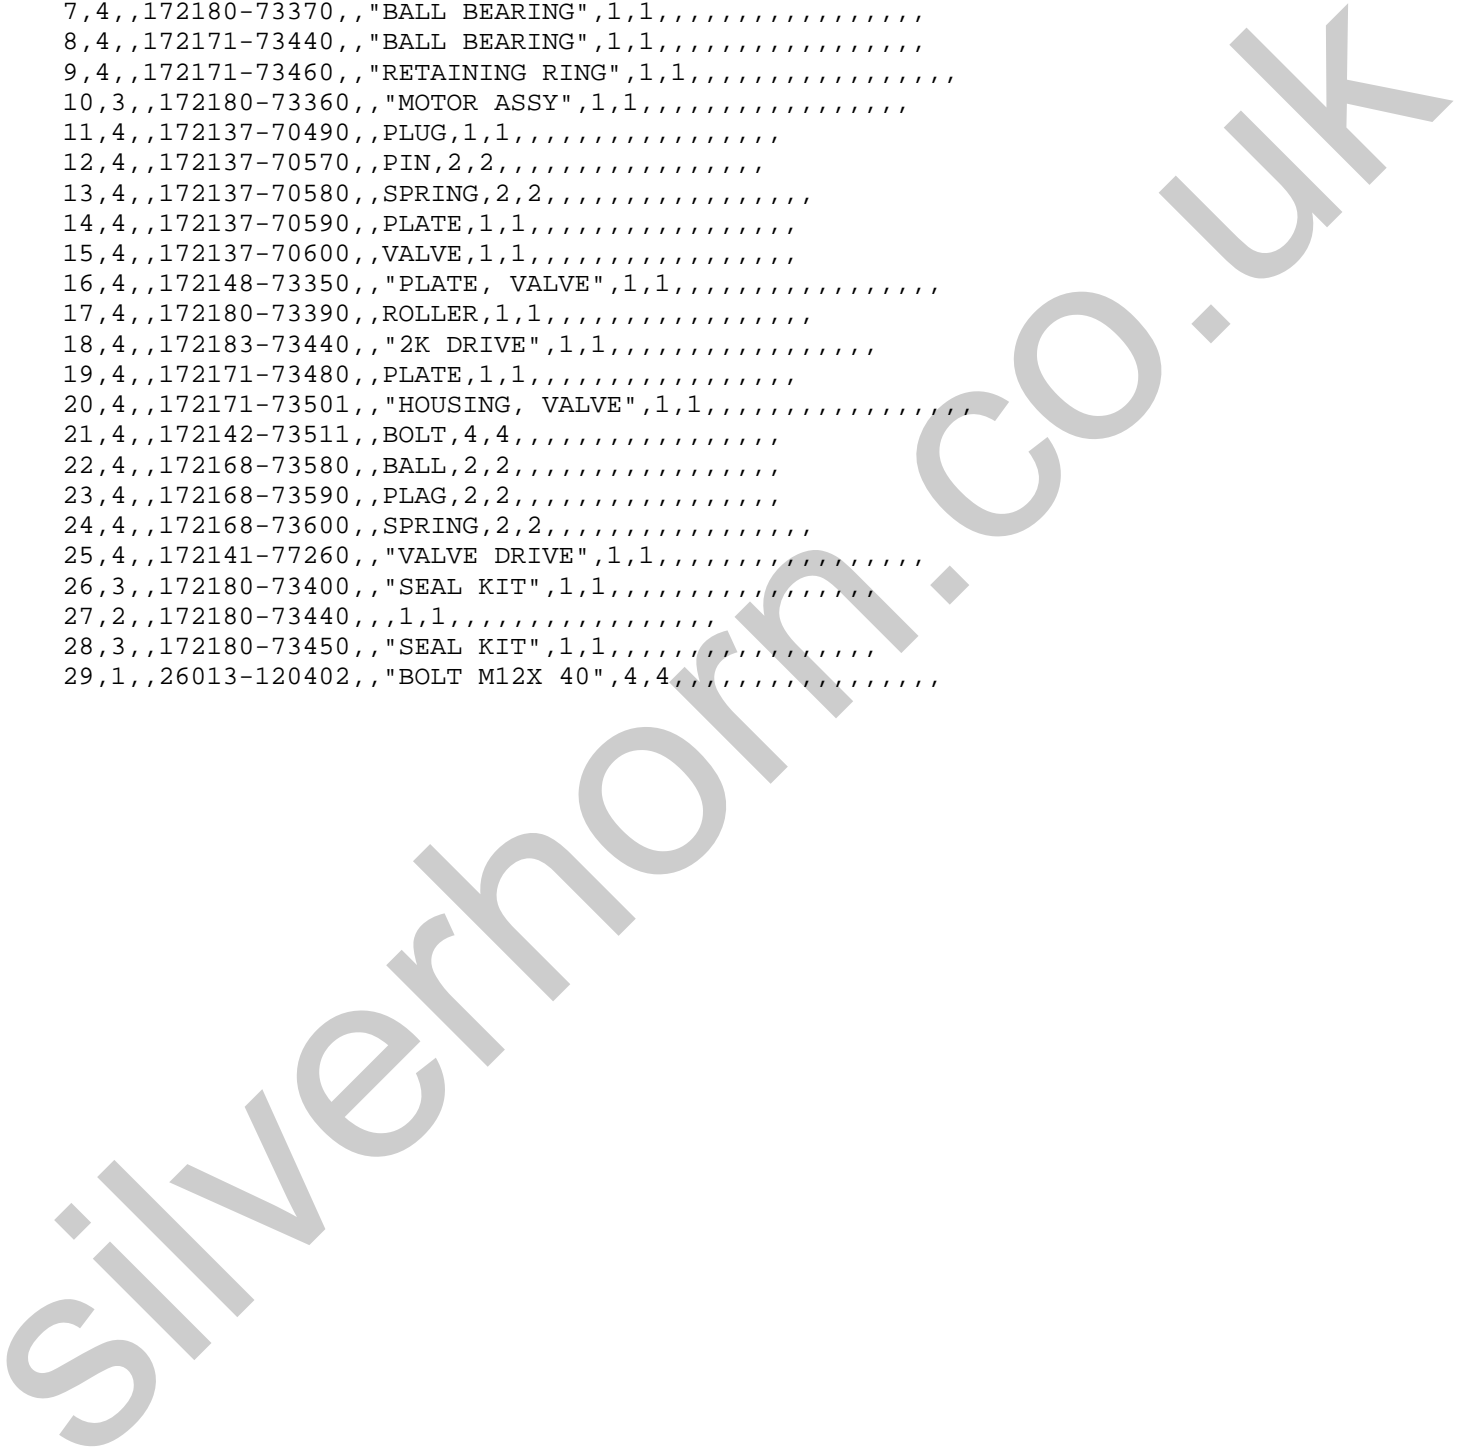 7,4,,172180-73370,,"BALL BEARING",1,1,,,,,,,,,,,,,,,,,
8,4,,172171-73440,,"BALL BEARING",1,1,,,,,,,,,,,,,,,,,
9,4,,172171-73460,,"RETAINING RING",1,1,,,,,,,,,,,,,,,,,
10,3,,172180-73360,,"MOTOR ASSY",1,1,,,,,,,,,,,,,,,,,
11,4,,172137-70490,,PLUG,1,1,,,,,,,,,,,,,,,,,
12,4,,172137-70570,,PIN,2,2,,,,,,,,,,,,,,,,,
13,4,,172137-70580,,SPRING,2,2,,,,,,,,,,,,,,,,,
14,4,,172137-70590,,PLATE,1,1,,,,,,,,,,,,,,,,,
15,4,,172137-70600,,VALVE,1,1,,,,,,,,,,,,,,,,,
16,4,,172148-73350,,"PLATE, VALVE",1,1,,,,,,,,,,,,,,,,,
17,4,,172180-73390,,ROLLER,1,1,,,,,,,,,,,,,,,,,
18,4,,172183-73440,,"2K DRIVE",1,1,,,,,,,,,,,,,,,,,
19,4,,172171-73480,,PLATE,1,1,,,,,,,,,,,,,,,,,
20,4,,172171-73501,,"HOUSING, VALVE",1,1,,,,,,,,,,,,,,,,,
21,4,,172142-73511,,BOLT,4,4,,,,,,,,,,,,,,,,,
22,4,,172168-73580,,BALL,2,2,,,,,,,,,,,,,,,,,
23,4,,172168-73590,,PLAG,2,2,,,,,,,,,,,,,,,,,
24,4,,172168-73600,,SPRING,2,2,,,,,,,,,,,,,,,,,
25,4,,172141-77260,,"VALVE DRIVE",1,1,,,,,,,,,,,,,,,,,
26,3,,172180-73400,,"SEAL KIT",1,1,,,,,,,,,,,,,,,,,
27,2,,172180-73440,,,1,1,,,,,,,,,,,,,,,,,
28,3,,172180-73450,,"SEAL KIT",1,1,,,,,,,,,,,,,,,,,
29,1,,26013-120402,,"BOLT M12X 40",4,4,,,,,,,,,,,,,,,,,
silverhorn.co.uk